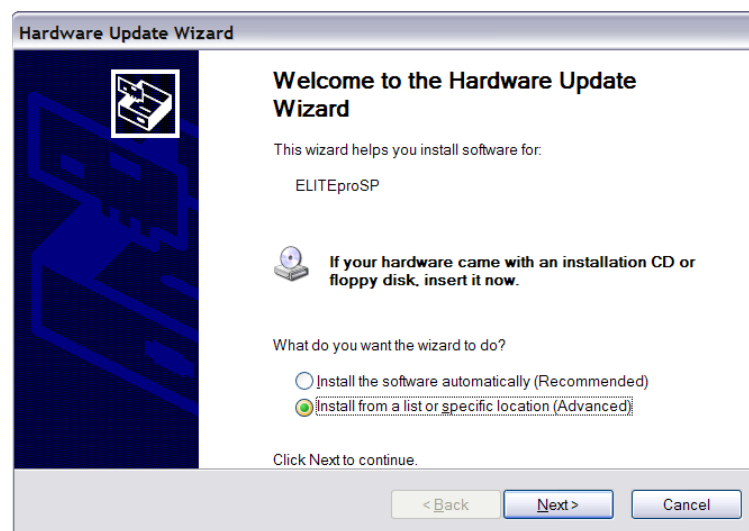 Hardware Update Wizard
Welcome to the Hardware Update
Wizard
This wizard helps you install software for:
ELITEproSP
If your hardware came with an installation CD or
floppy disk, insert it now.
What do you want the wizard to do?
Install the software automatically (Recommended)
Install from a list or specific location (Advanced)
Click Next to continue.
< Back Next > Cancel